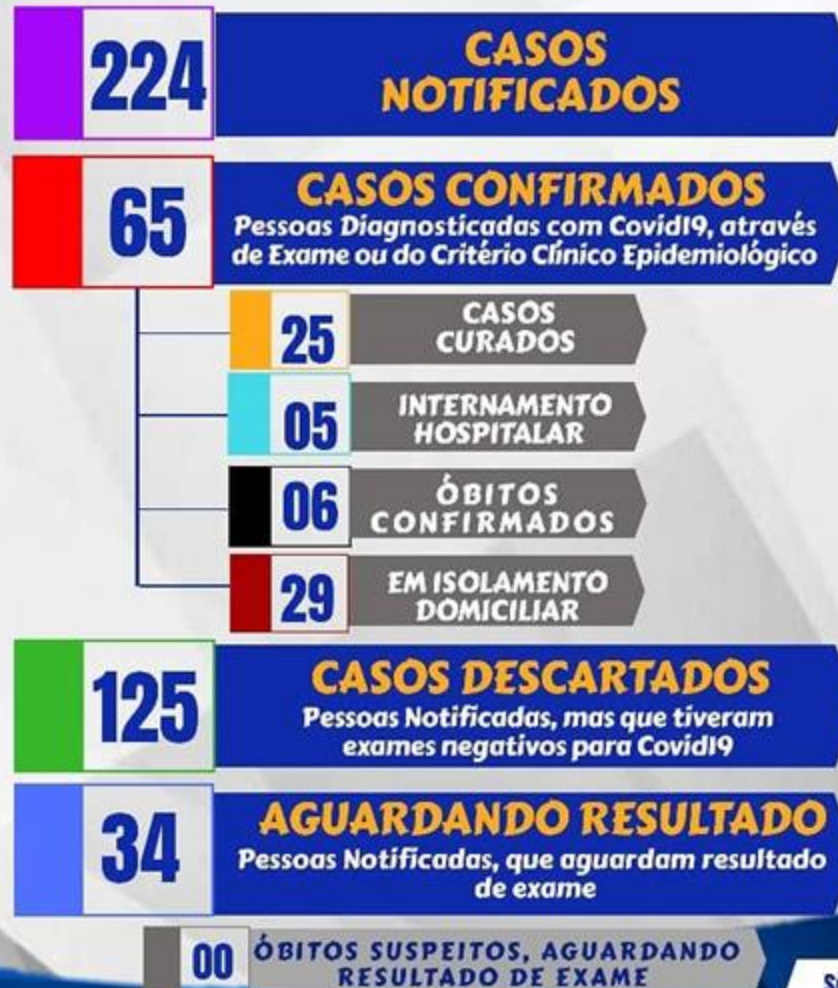 224
CASOS
NOTIFICADOS
65
CASOS CONFIRMADOS
Pessoas Diagnosticadas com Covid19, através
de Exame ou do Critério Clínico Epidemiológico
25
CASOS
CURADOS
05
INTERNAMENTO
HOSPITALAR
06
ÓBITOS
CONFIRMADOS
29
EM ISOLAMENTO
DOMICILIAR
125
CASOS DESCARTADOS
Pessoas Notificadas, mas que tiveram
exames negativos para Covid19
34
AGUARDANDO RESULTADO
Pessoas Notificadas, que aguardam resultado
de exame
00
ÓBITOS SUSPEITOS, AGUARDANDO
RESULTADO DE EXAME